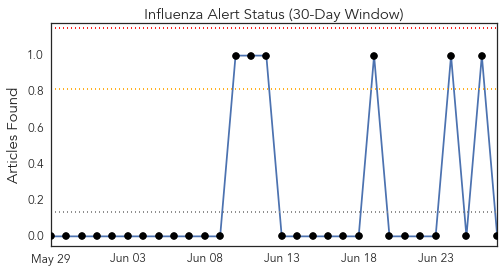 Influenza Alert Status (30-Day Window)
Articles Found
1.0
0.8
0.6
0.4
0.2
0.0
May 29 Jun 03 Jun 08 Jun 13 Jun 18 Jun 23